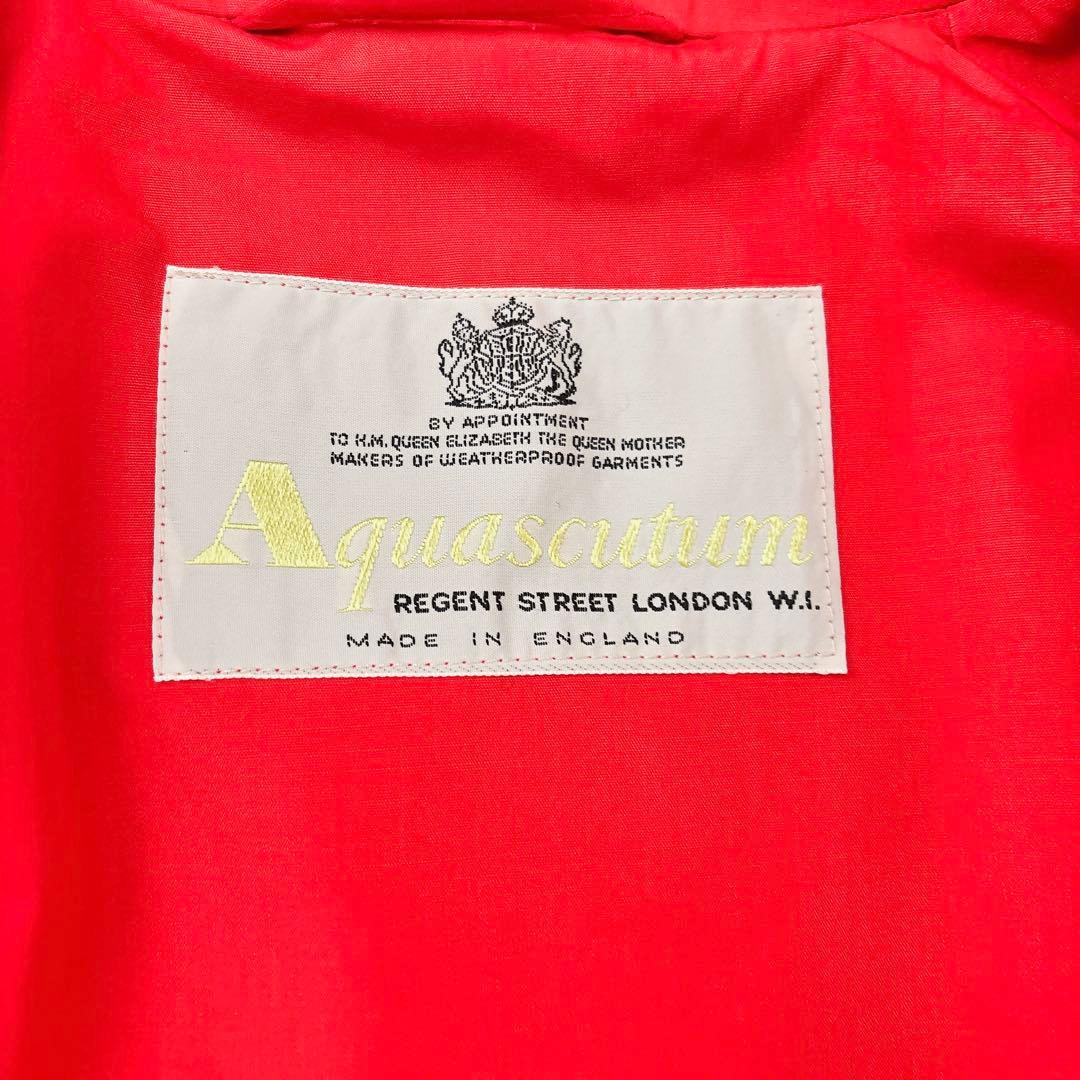 BY APPOINTMENT
TO H.M. QUEEN ELIZABETH THE QUEEN MOTHER
MAKERS OF WEATHERPROOF GARMENTS
Aquascutum
REGENT STREET LONDON W.1.
MADE IN ENGLAND